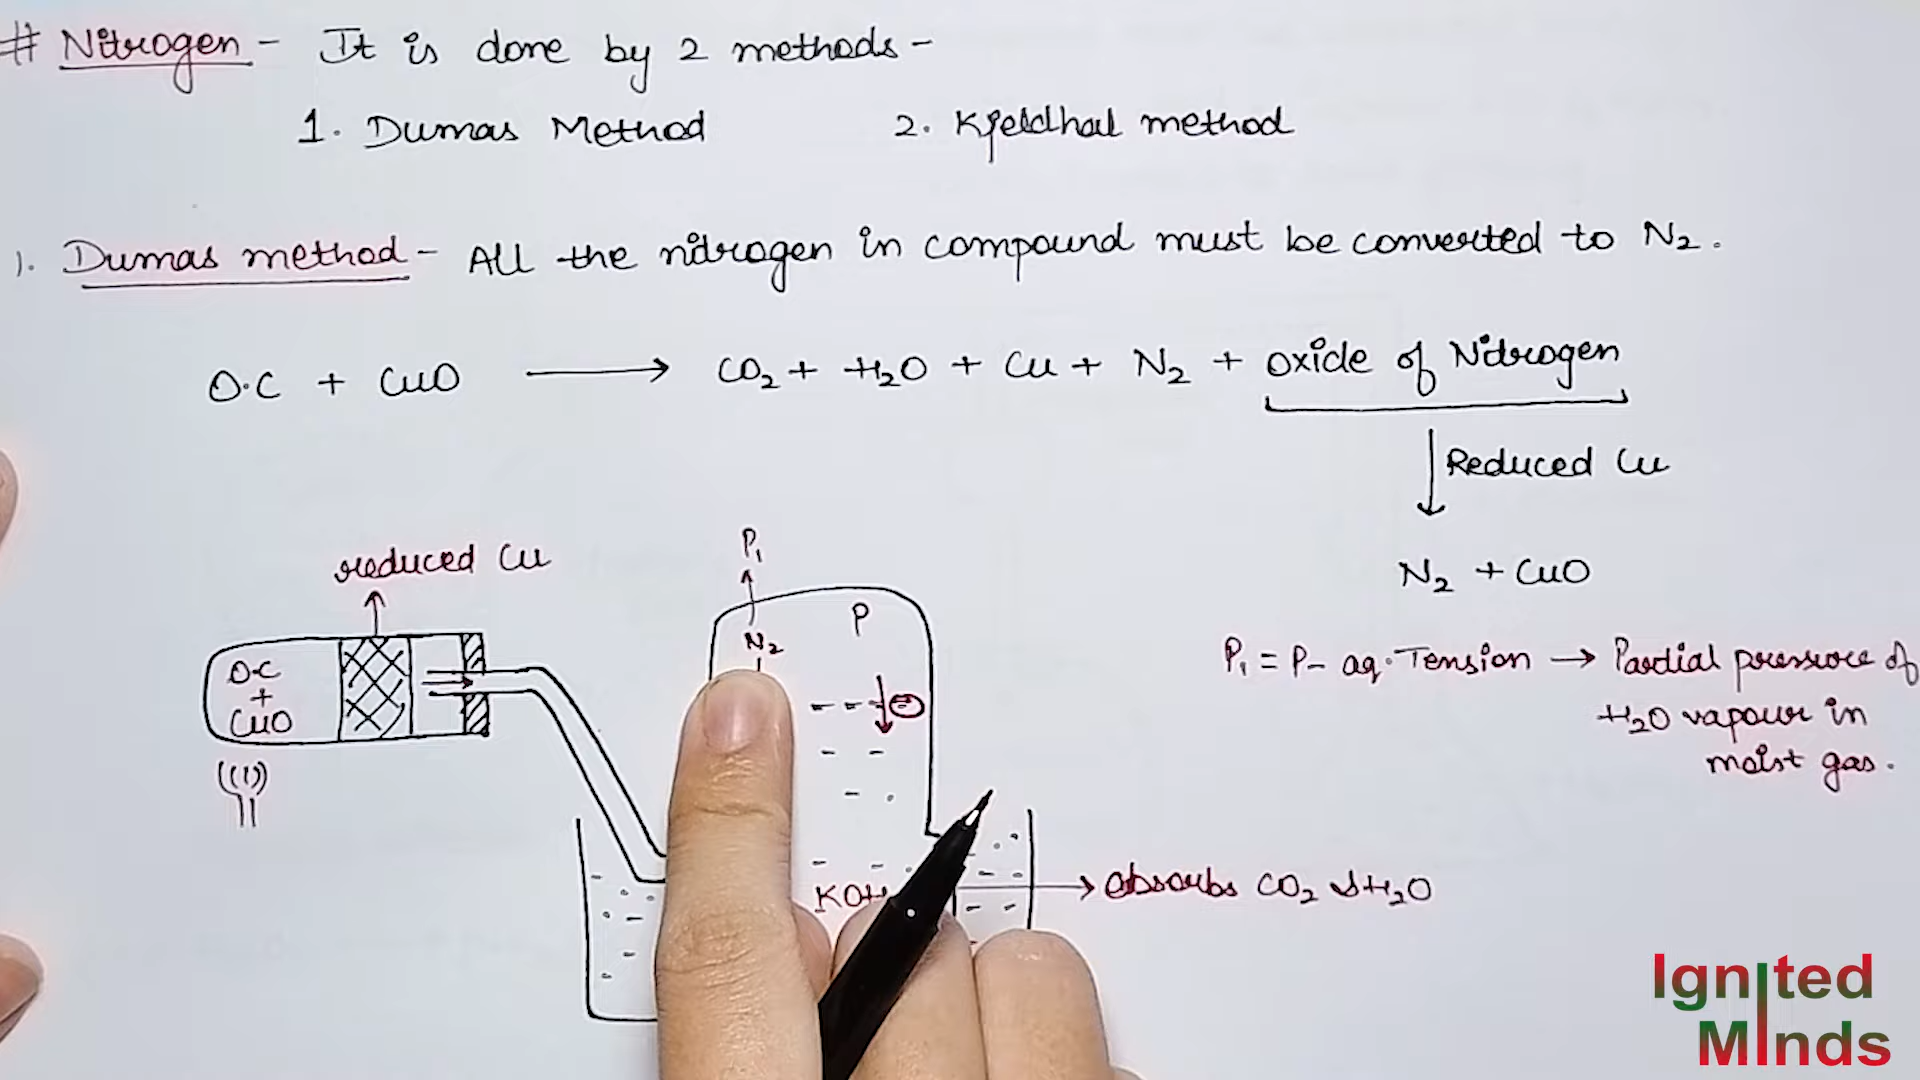 # Nitrogen - It is done by 2 methods -
1. Dumas Method 2. Kjeldhal method
1. Dumas method - All the nitrogen in compound must be converted to N₂.
O.C + CuO ⟶ CO₂ + H₂O + Cu + N₂ + Oxide of Nitrogen
↓ Reduced Cu
N₂ + CuO
reduced Cu
P₁
P
N₂
O.C
+
CuO
P₁ = P - aq. Tension → Partial pressure of
H₂O vapour in
moist gas.
KOH → absorbs CO₂ & H₂O
Ignited
Minds